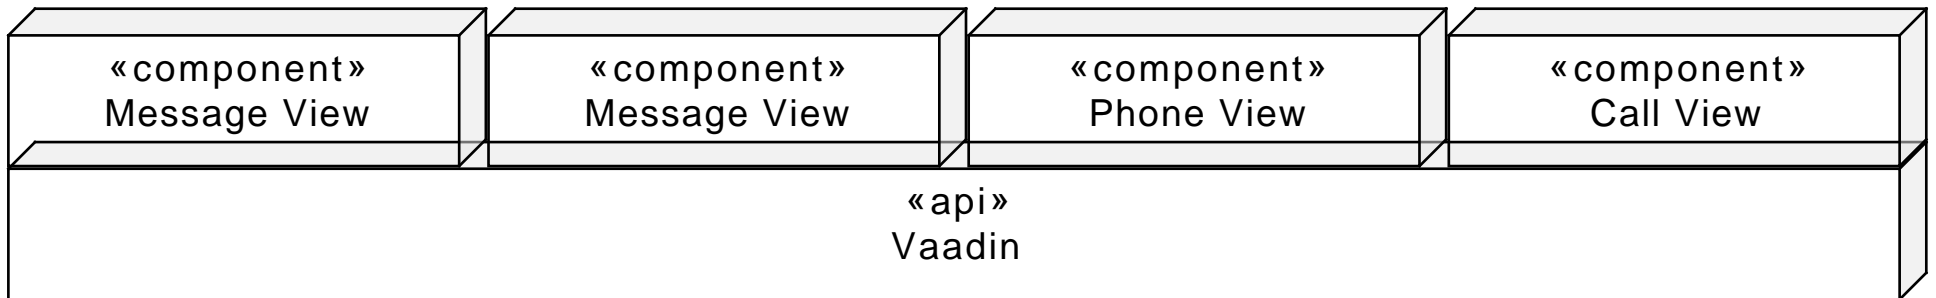 «component»
Message View
«component»
Message View
«component»
Phone View
«component»
Call View
«api»
Vaadin